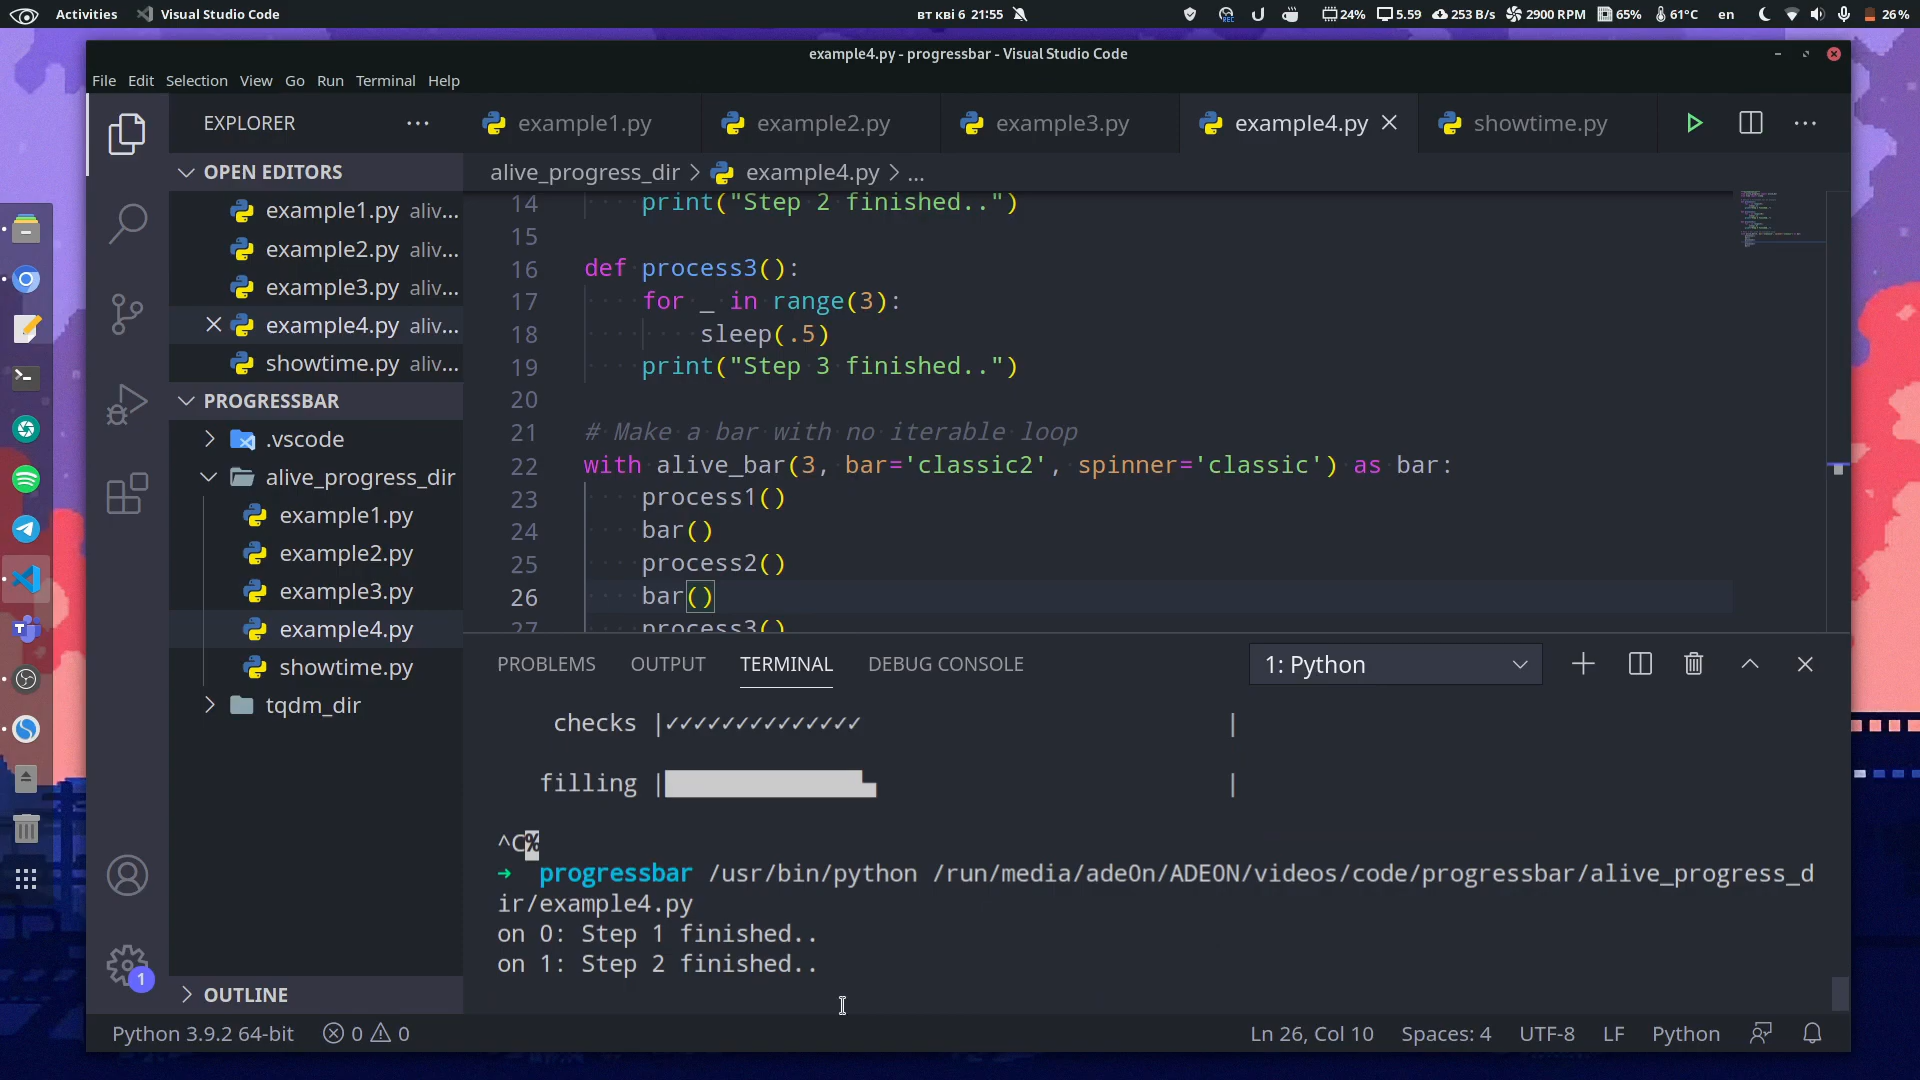 Activities
Visual Studio Code
вт кві 6 21:55
REC
24%
5.59
253 B/s
2900 RPM
65%
61°C
en
26%
example4.py - progressbar - Visual Studio Code
File Edit Selection View Go Run Terminal Help
EXPLORER
OPEN EDITORS
example1.py aliv...
example2.py aliv...
example3.py aliv...
example4.py aliv...
showtime.py aliv...
PROGRESSBAR
.vscode
alive_progress_dir
example1.py
example2.py
example3.py
example4.py
showtime.py
tqdm_dir
OUTLINE
1
example1.py
example2.py
example3.py
example4.py
showtime.py
alive_progress_dir > example4.py > ...
14 print("Step 2 finished..")
15
16 def process3():
17 for _ in range(3):
18 sleep(.5)
19 print("Step 3 finished..")
20
21 # Make a bar with no iterable loop
22 with alive_bar(3, bar='classic2', spinner='classic') as bar:
23 process1()
24 bar()
25 process2()
26 bar()
27 process3()
PROBLEMS OUTPUT TERMINAL DEBUG CONSOLE
1: Python
checks |✓✓✓✓✓✓✓✓✓✓✓✓✓✓ |
filling |██████████████▄ |
^C%
➜ progressbar /usr/bin/python /run/media/ade0n/ADE0N/videos/code/progressbar/alive_progress_d
ir/example4.py
on 0: Step 1 finished..
on 1: Step 2 finished..
Python 3.9.2 64-bit
0
0
Ln 26, Col 10
Spaces: 4
UTF-8
LF
Python